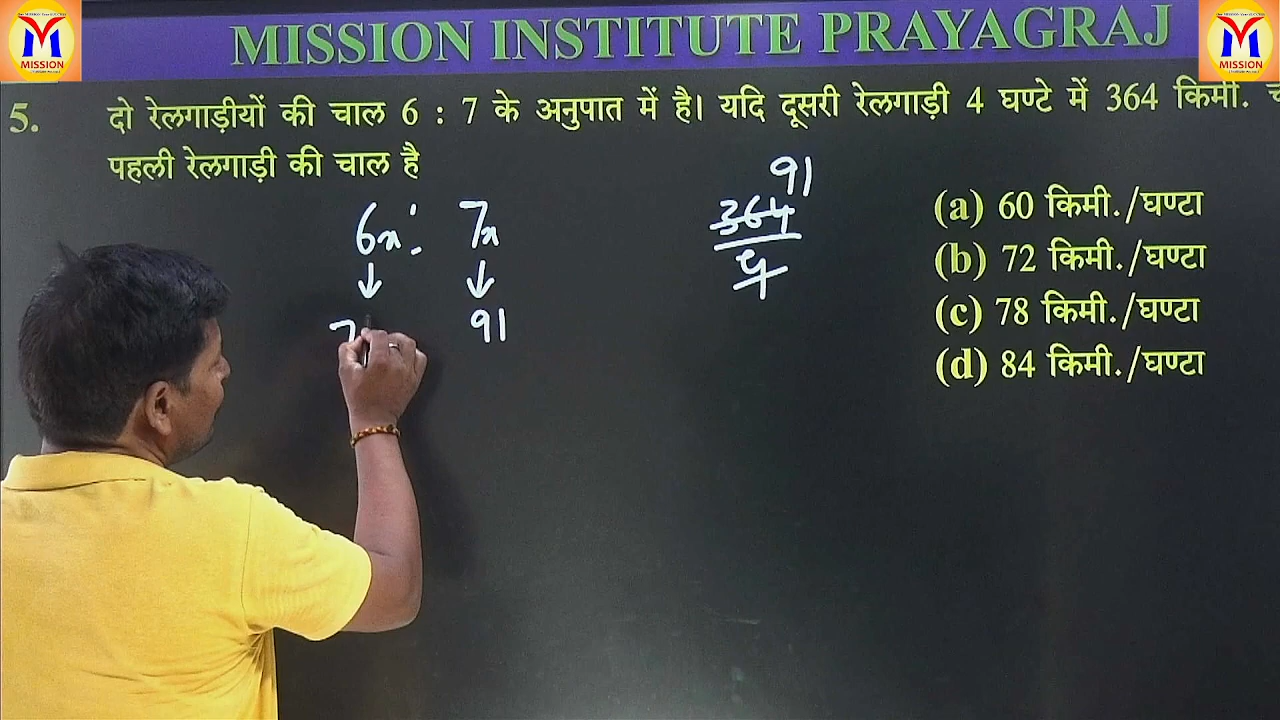 MISSION INSTITUTE PRAYAGRAJ
MISSION
MISSION
5. दो रेलगाड़ीयों की चाल 6 : 7 के अनुपात में है। यदि दूसरी रेलगाड़ी 4 घण्टे में 364 किमी.
पहली रेलगाड़ी की चाल है
6x : 7x
↓ ↓
7 91
91
364
4
(a) 60 किमी./घण्टा
(b) 72 किमी./घण्टा
(c) 78 किमी./घण्टा
(d) 84 किमी./घण्टा